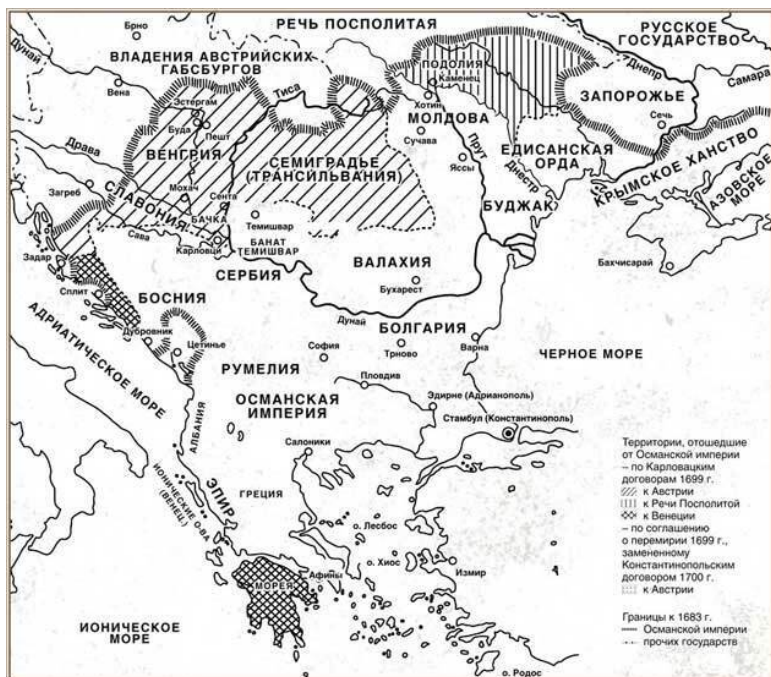 РЕЧЬ ПОСПОЛИТАЯ
РУССКОЕ
ГОСУДАРСТВО
Брно
Дунай
ВЛАДЕНИЯ АВСТРИЙСКИХ
ГАБСБУРГОВ
Вена
Эстергам
Буда
Пешт
ВЕНГРИЯ
Тиса
ПОДОЛИЯ
Каменец
Хотин
МОЛДОВА
Сучава
Яссы
Прут
Днестр
Днепр
Самара
ЗАПОРОЖЬЕ
Сечь
ЕДИСАНСКАЯ
ОРДА
КРЫМСКОЕ ХАНСТВО
АЗОВСКОЕ
МОРЕ
Бахчисарай
БУДЖАК
СЕМИГРАДЬЕ
(ТРАНСИЛЬВАНИЯ)
Драва
Загреб
СЛАВОНИЯ
Мохач
Сента
БАЧКА
Темишвар
Сава
Карловци
БАНАТ
ТЕМИШВАР
СЕРБИЯ
ВАЛАХИЯ
Бухарест
Задар
Сплит
БОСНИЯ
Дубровник
Цетинье
АДРИАТИЧЕСКОЕ МОРЕ
Дунай
БОЛГАРИЯ
София
Трново
Варна
ЧЕРНОЕ МОРЕ
РУМЕЛИЯ
Пловдив
ОСМАНСКАЯ
ИМПЕРИЯ
Эдирне (Адрианополь)
Стамбул (Константинополь)
АЛБАНИЯ
Салоники
ИОНИЧЕСКИЕ О-ВА
(ВЕНЕЦ.)
ЭПИР
ГРЕЦИЯ
о. Лесбос
о. Хиос
Измир
Афины
МОРЕЯ
ИОНИЧЕСКОЕ
МОРЕ
о. Родос
Территории, отошедшие
от Османской империи
– по Карловацким
договорам 1699 г.
к Австрии
к Речи Посполитой
к Венеции
– по соглашению
о перемирии 1699 г.,
замененному
Константинопольским
договором 1700 г.
к Австрии
Границы к 1683 г.
Османской империи
прочих государств